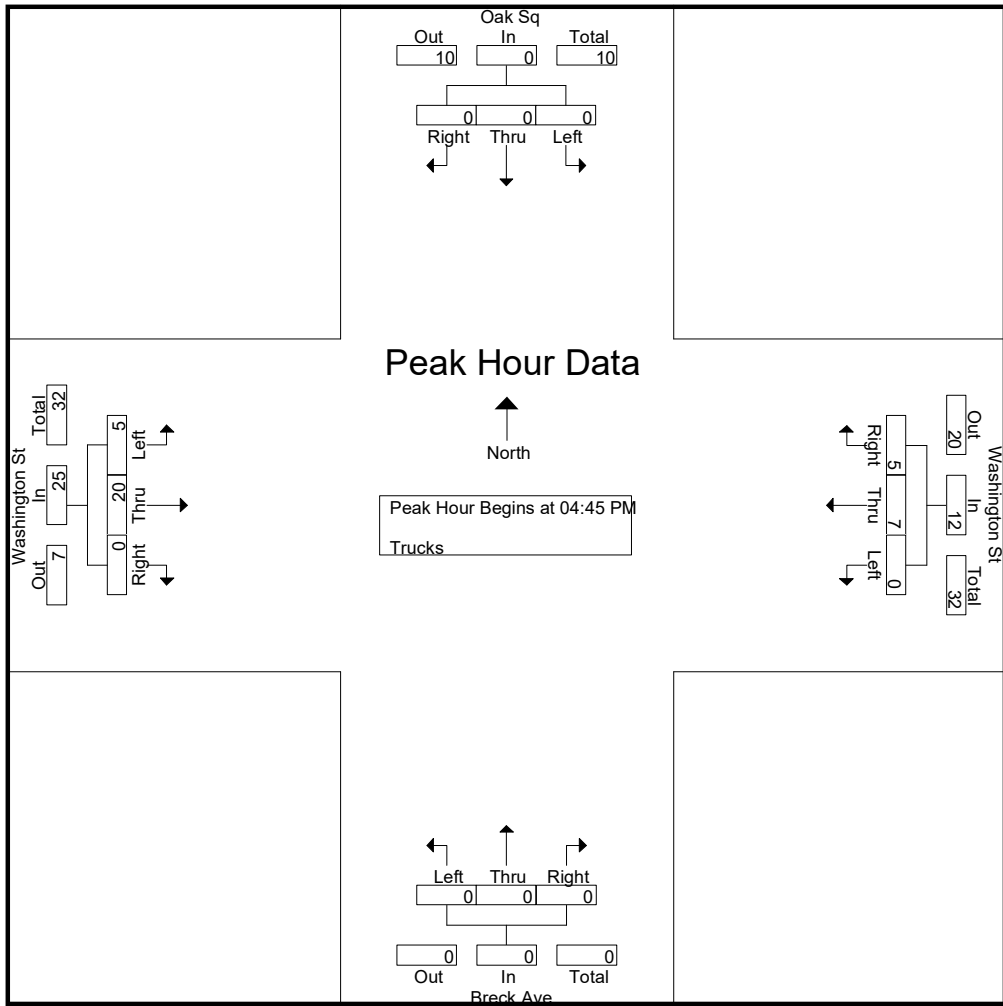 Oak Sq
Out In Total
10 0 10
0 0 0
Right Thru Left
Peak Hour Data
North
Peak Hour Begins at 04:45 PM
Trucks
Washington St
Total In Out
32 25 7
5 20 0
Left Thru Right
Washington St
Out In Total
20 12 32
5 7 0
Right Thru Left
Left Thru Right
0 0 0
0 0 0
Out In Total
Breck Ave